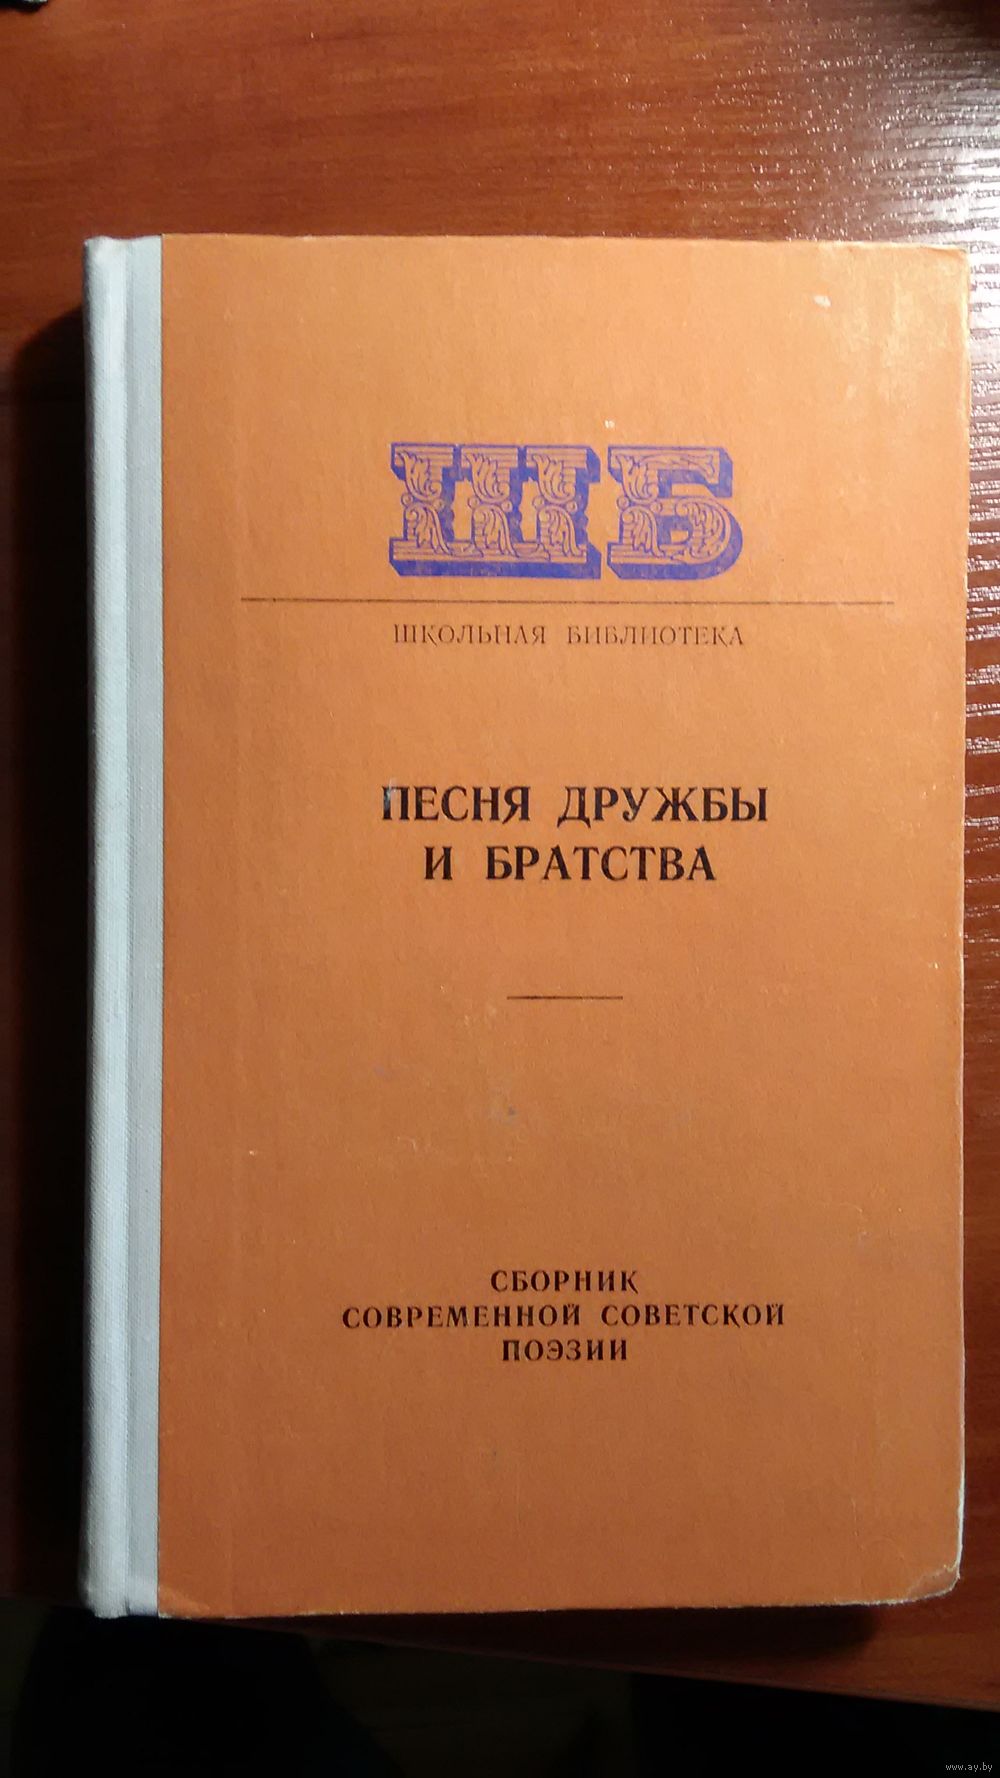 ШБ
ШКОЛЬНАЯ БИБЛИОТЕКА
ПЕСНЯ ДРУЖБЫ
И БРАТСТВА
СБОРНИК
СОВРЕМЕННОЙ СОВЕТСКОЙ
ПОЭЗИИ
www.ay.by